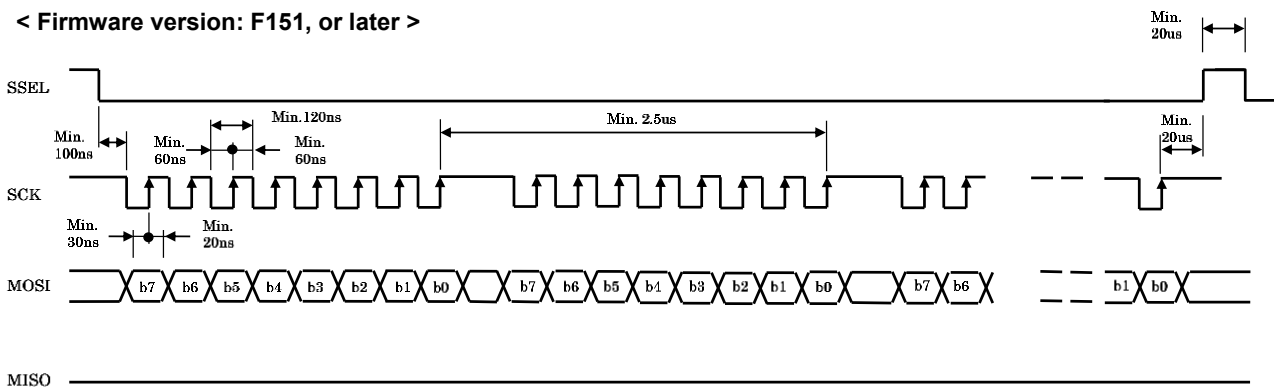 < Firmware version: F151, or later >
Min.
20us
SSEL
Min.
100ns
Min.120ns
Min.
60ns
Min.
60ns
Min. 2.5us
Min.
20us
SCK
Min.
30ns
Min.
20ns
MOSI
b7 b6 b5 b4 b3 b2 b1 b0 b7 b6 b5 b4 b3 b2 b1 b0 b7 b6 b1 b0
MISO